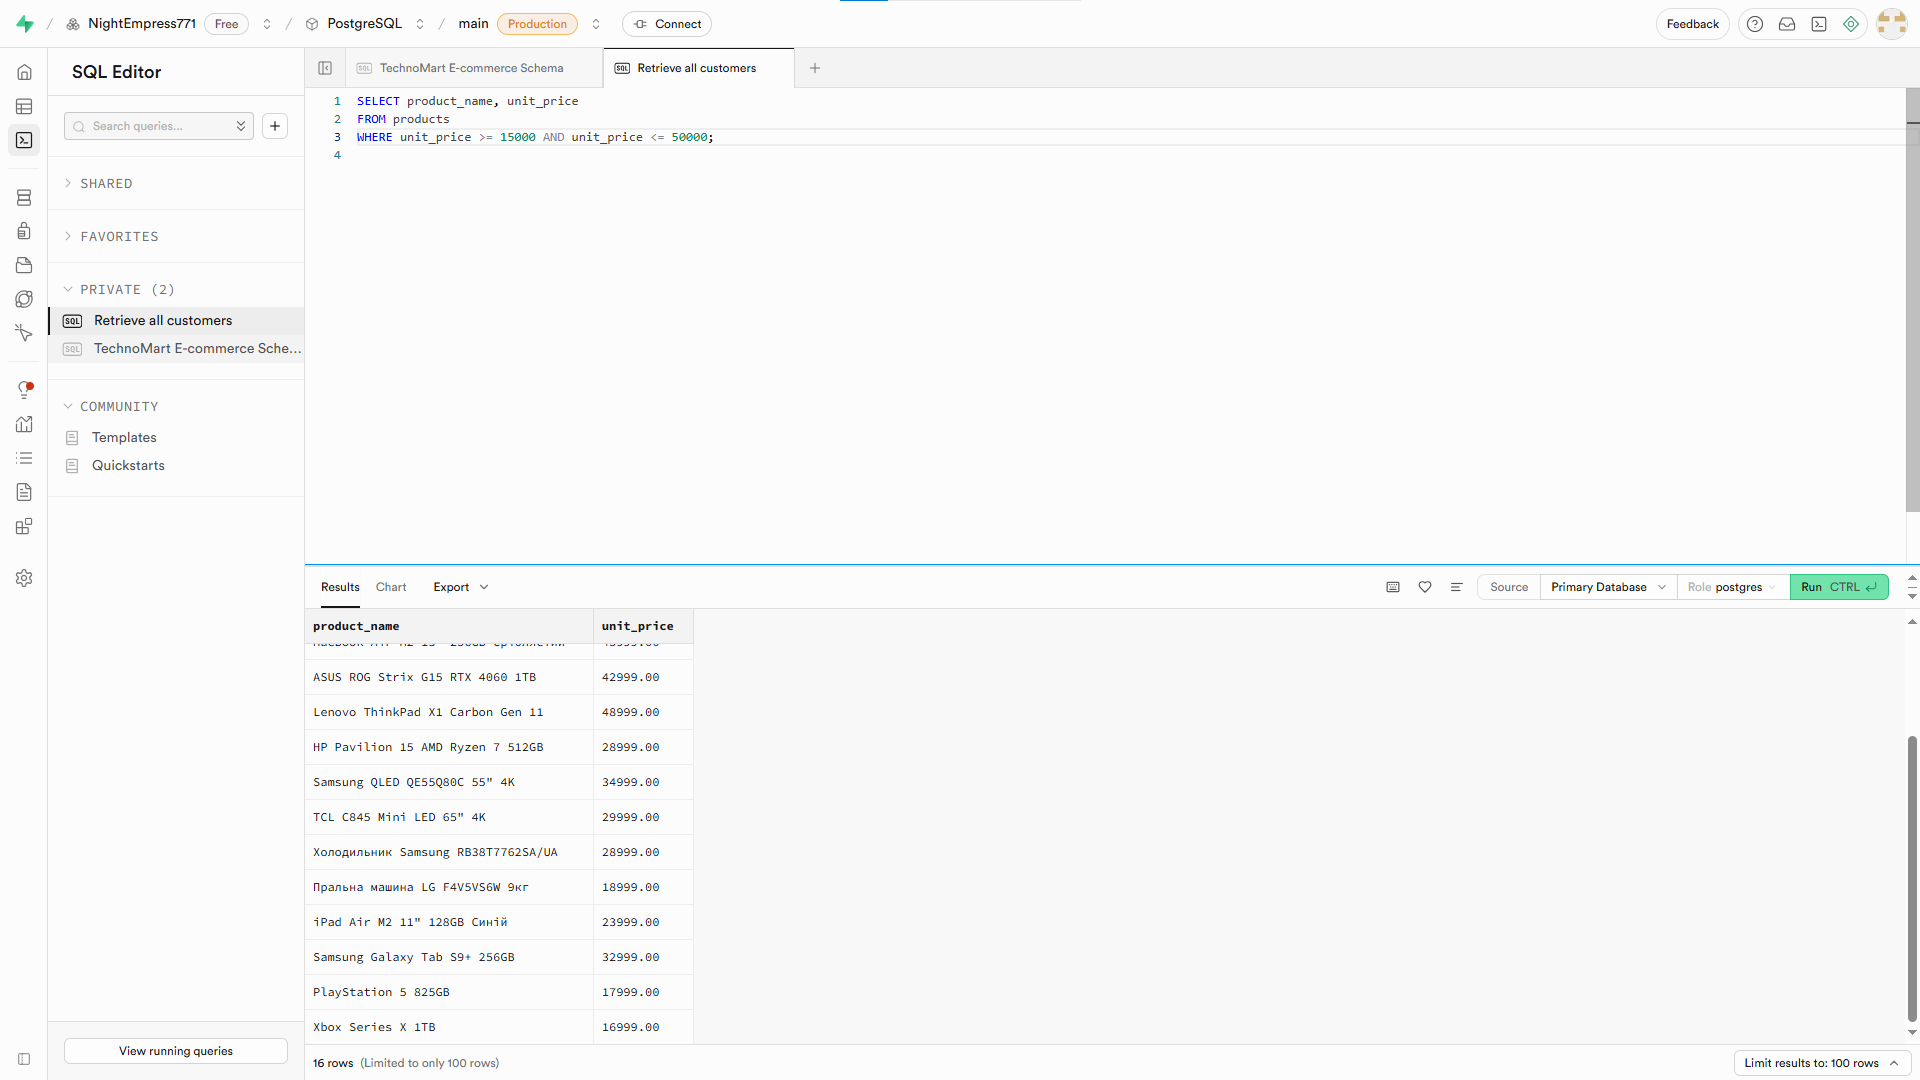 NightEmpress771 Free PostgreSQL main Production Connect Feedback
SQL Editor
Search queries...
SHARED
FAVORITES
PRIVATE (2)
SQL Retrieve all customers
SQL TechnoMart E-commerce Sche...
COMMUNITY
Templates
Quickstarts
View running queries
SQL TechnoMart E-commerce Schema
SQL Retrieve all customers
1 SELECT product_name, unit_price
2 FROM products
3 WHERE unit_price >= 15000 AND unit_price <= 50000;
4
Results Chart Export Source Primary Database Role postgres Run CTRL
product_name unit_price
ASUS ROG Strix G15 RTX 4060 1TB 42999.00
Lenovo ThinkPad X1 Carbon Gen 11 48999.00
HP Pavilion 15 AMD Ryzen 7 512GB 28999.00
Samsung QLED QE55Q80C 55" 4K 34999.00
TCL C845 Mini LED 65" 4K 29999.00
Холодильник Samsung RB38T7762SA/UA 28999.00
Пральна машина LG F4V5VS6W 9кг 18999.00
iPad Air M2 11" 128GB Синій 23999.00
Samsung Galaxy Tab S9+ 256GB 32999.00
PlayStation 5 825GB 17999.00
Xbox Series X 1TB 16999.00
16 rows (Limited to only 100 rows)
Limit results to: 100 rows